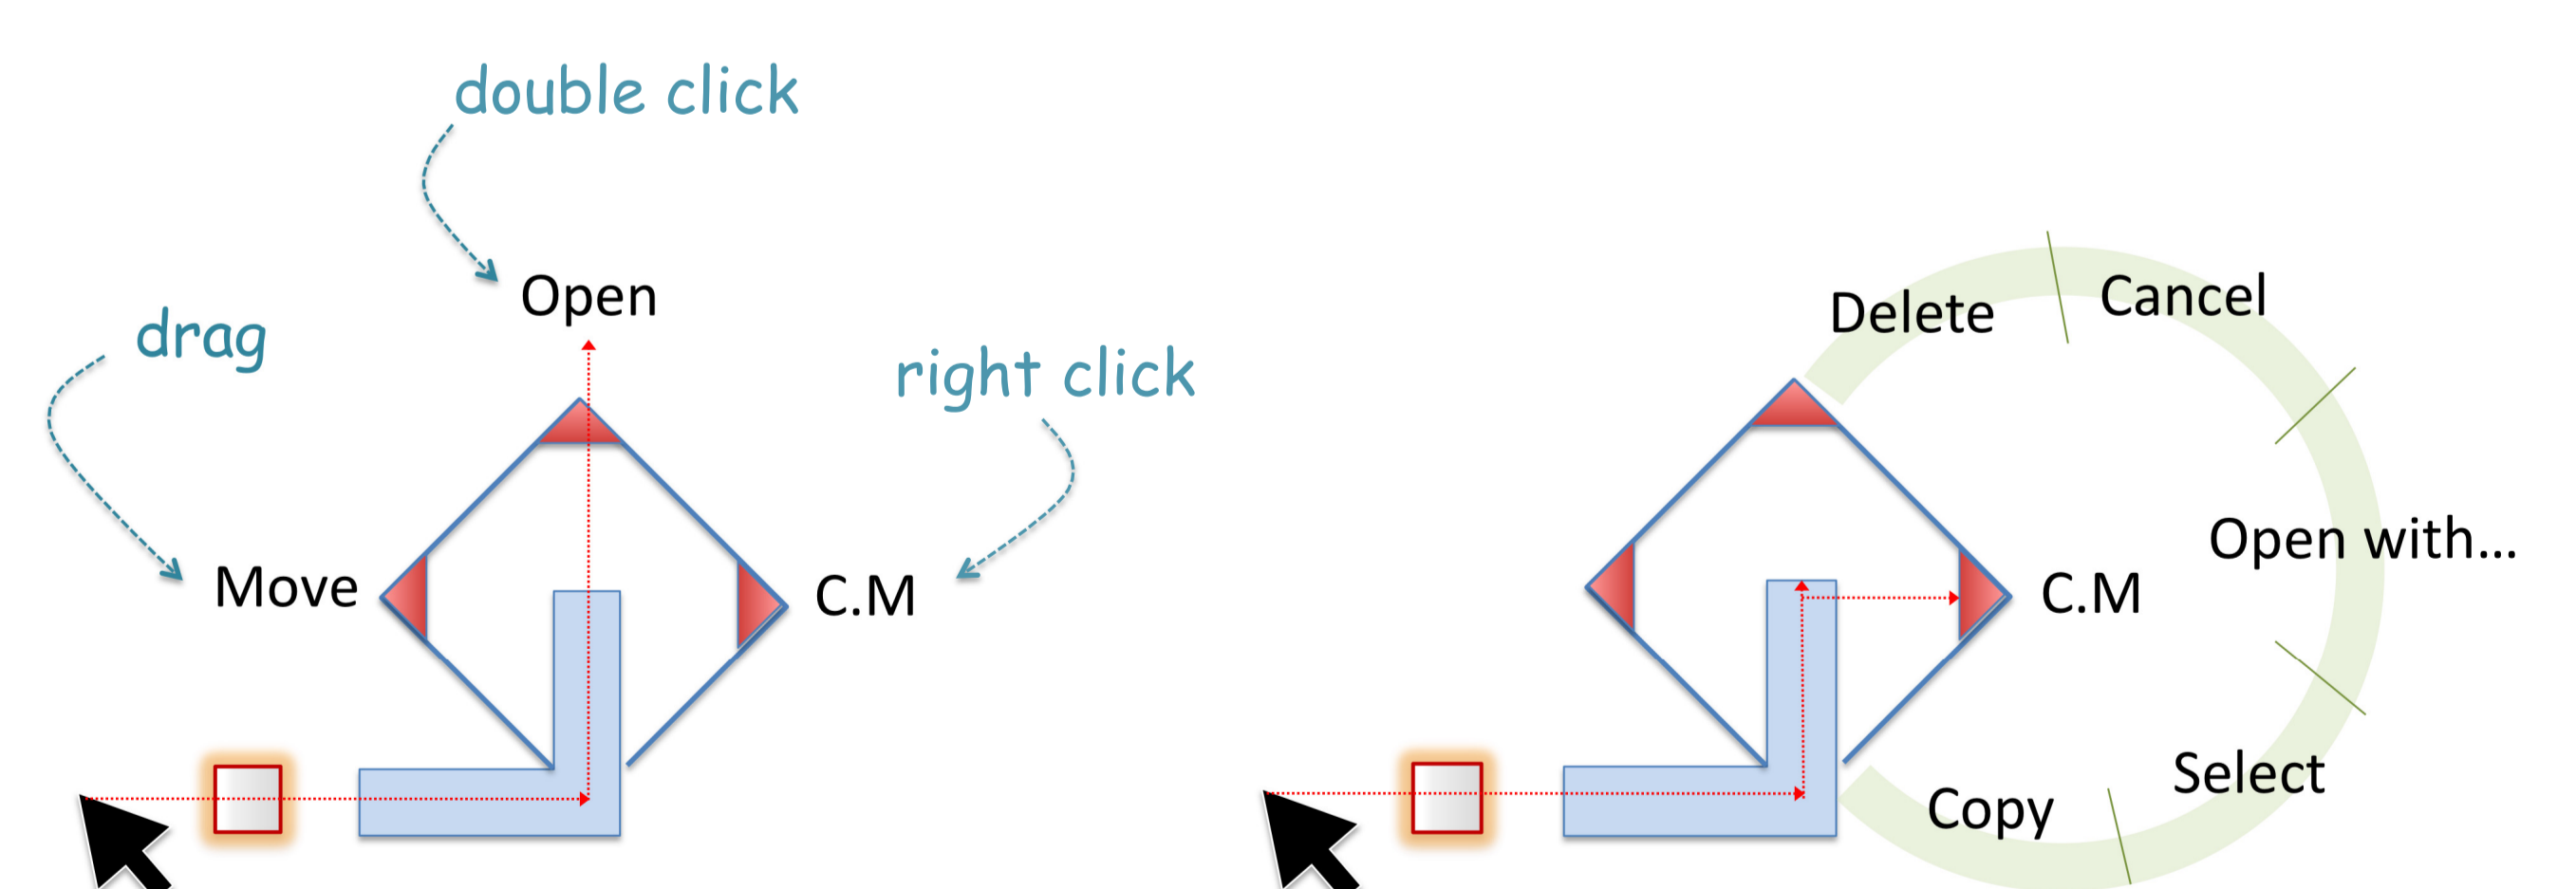 double click
drag
Open
right click
Move
C.M
Delete
Cancel
Open with...
C.M
Select
Copy